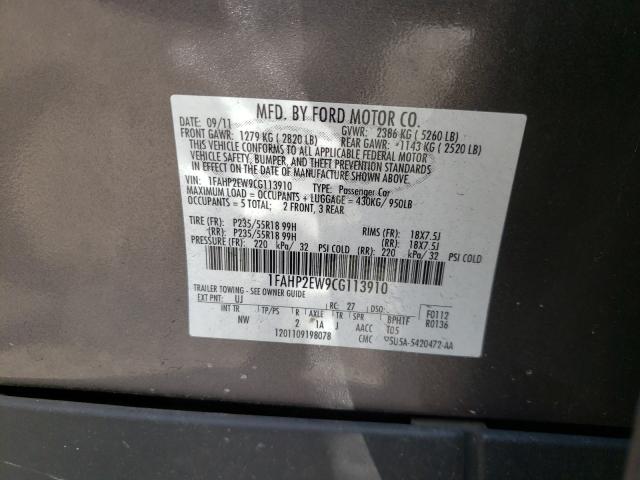 MFD. BY FORD MOTOR CO.
DATE: 09/11 GVWR: 2386 KG ( 5260 LB)
FRONT GAWR: 1279 KG ( 2820 LB) REAR GAWR: 1143 KG ( 2520 LB)
THIS VEHICLE CONFORMS TO ALL APPLICABLE FEDERAL MOTOR
VEHICLE SAFETY, BUMPER, AND THEFT PREVENTION STANDARDS
IN EFFECT ON THE DATE OF MANUFACTURE SHOWN ABOVE.
VIN: 1FAHP2EW9CG113910 TYPE: Passenger Car
MAXIMUM LOAD = OCCUPANTS + LUGGAGE = 430KG/950LB
OCCUPANTS = 5 TOTAL; 2 FRONT, 3 REAR
TIRE (FR): P235/55R18 99H RIMS (FR): 18X7.5J
(RR): P235/55R18 99H (RR): 18X7.5J
PRESSURE (FR): 220 kPa/ 32 PSI COLD (RR): 220 kPa/ 32 PSI COLD
1FAHP2EW9CG113910
TRAILER TOWING - SEE OWNER GUIDE
EXT PNT: UJ RC: 27 DSO: F0112
R0136
INT TR TP/PS R AXLE TR SPR BPHTF
NW 2 1A J AACC T05
1201109198078 CMC 5U5A-5420472-AA